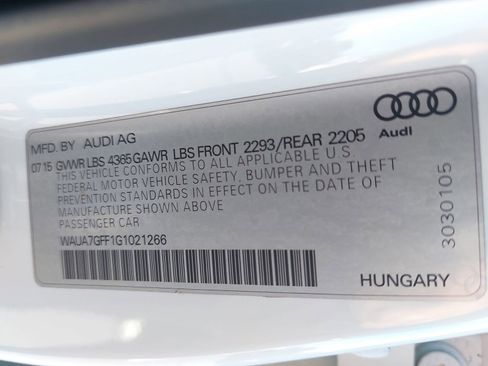 MFD. BY AUDI AG
07 15 GVWR LBS 4365 GAWR LBS FRONT 2293/REAR 2205
THIS VEHICLE CONFORMS TO ALL APPLICABLE U.S.
FEDERAL MOTOR VEHICLE SAFETY, BUMPER AND THEFT
PREVENTION STANDARDS IN EFFECT ON THE DATE OF
MANUFACTURE SHOWN ABOVE
PASSENGER CAR
WAUA7GFF1G1021266
Audi
3030105
HUNGARY